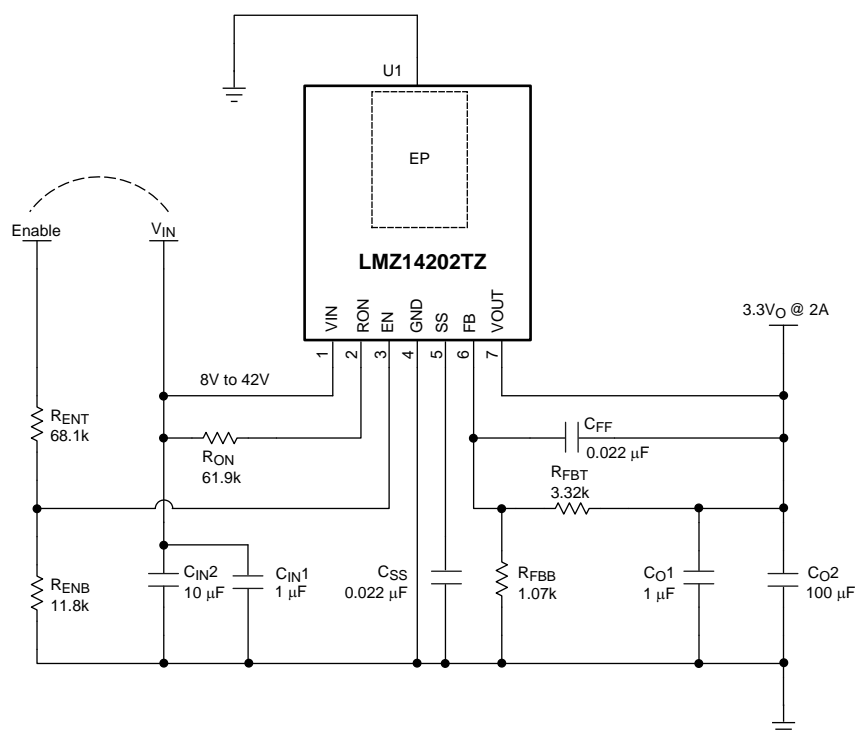 U1
EP
LMZ14202TZ
Enable
VIN
VIN
RON
EN
GND
SS
FB
VOUT
1
2
3
4
5
6
7
3.3VO @ 2A
8V to 42V
RENT
68.1k
RON
61.9k
CFF
0.022 μF
RFBT
3.32k
RENB
11.8k
CIN2
10 μF
CIN1
1 μF
CSS
0.022 μF
RFBB
1.07k
CO1
1 μF
CO2
100 μF